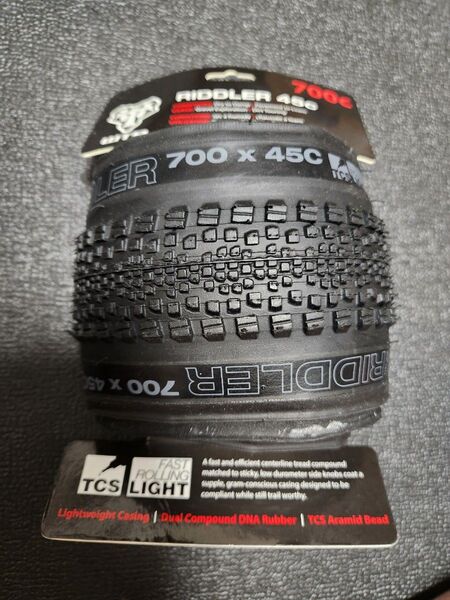 700c
RIDDLER 45c
RIDDLER 700 x 45C
TCS
700 x 45C RIDDLER
TCS
FAST
ROLLING
LIGHT
A fast and efficient centerline tread compound
matched to sticky, low durometer side knobs coat a
supple, gram-conscious casing designed to be
compliant while still trail worthy.
Lightweight Casing | Dual Compound DNA Rubber | TCS Aramid Bead